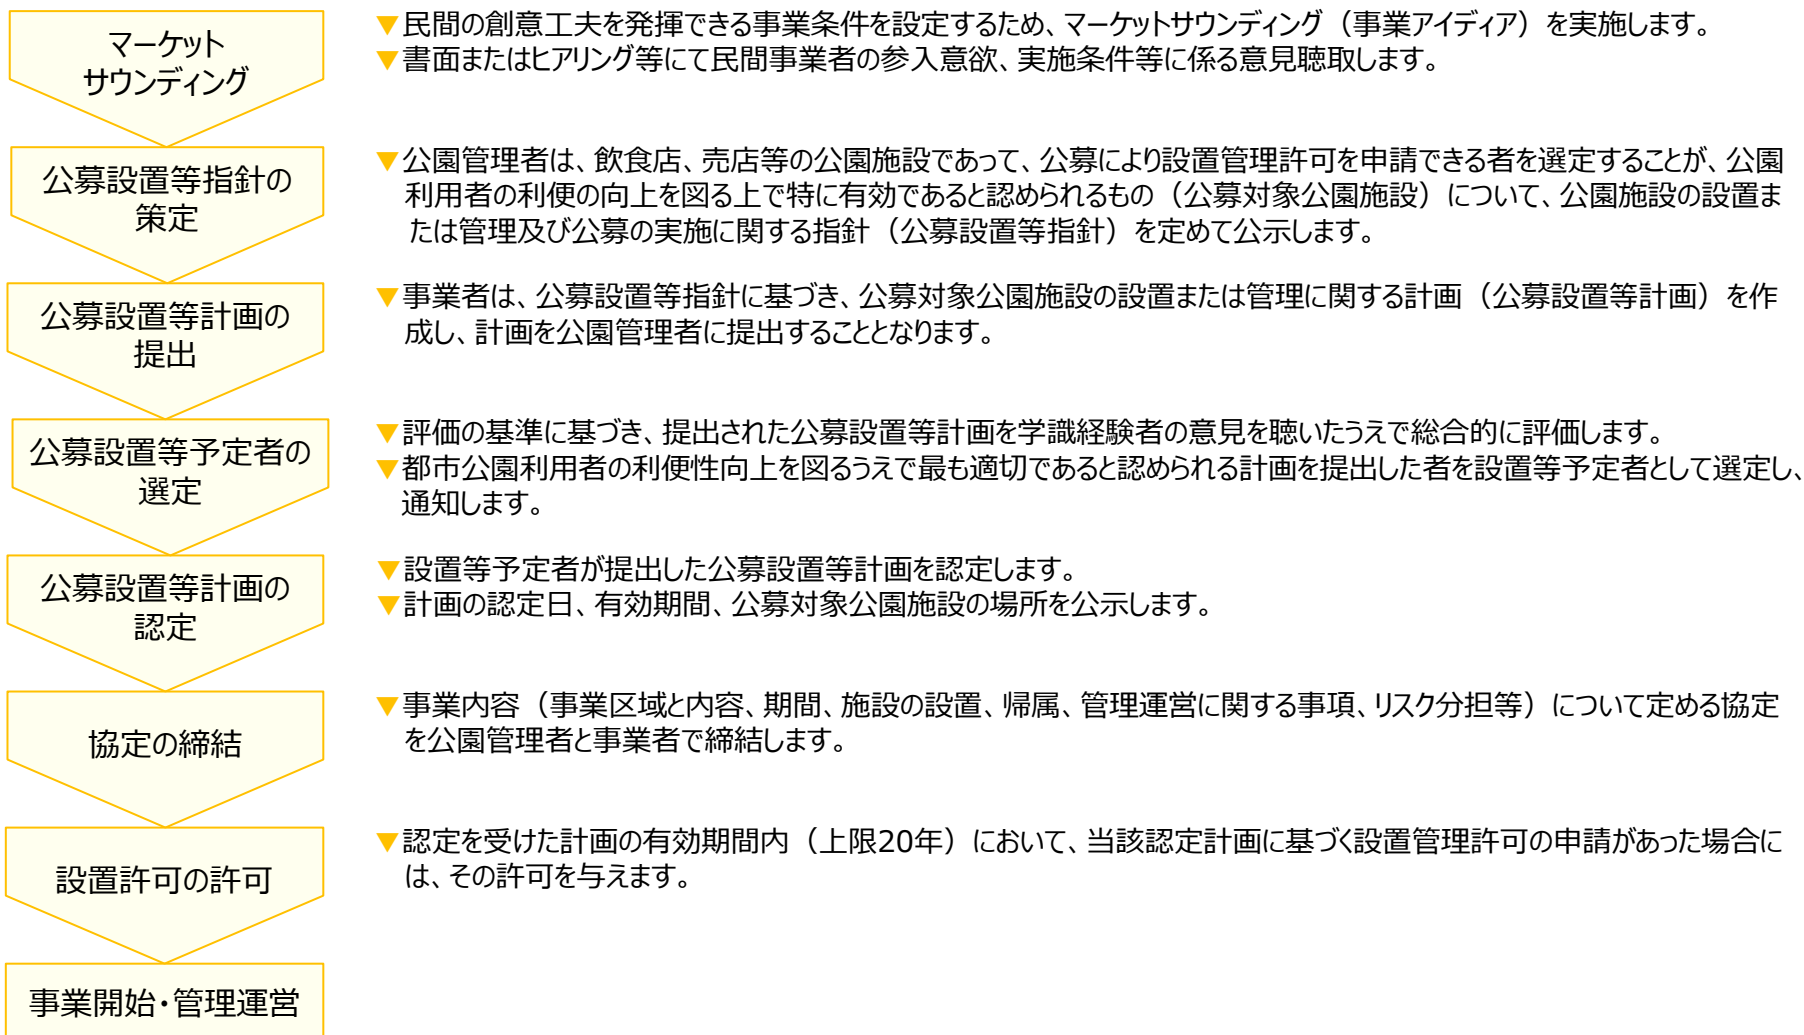 マーケット
サウンディング
▼民間の創意工夫を発揮できる事業条件を設定するため、マーケットサウンディング（事業アイディア）を実施します。
▼書面またはヒアリング等にて民間事業者の参入意欲、実施条件等に係る意見聴取します。
公募設置等指針の
策定
▼公園管理者は、飲食店、売店等の公園施設であって、公募により設置管理許可を申請できる者を選定することが、公園
利用者の利便の向上を図る上で特に有効であると認められるもの（公募対象公園施設）について、公園施設の設置ま
たは管理及び公募の実施に関する指針（公募設置等指針）を定めて公示します。
公募設置等計画の
提出
▼事業者は、公募設置等指針に基づき、公募対象公園施設の設置または管理に関する計画（公募設置等計画）を作
成し、計画を公園管理者に提出することとなります。
公募設置等予定者の
選定
▼評価の基準に基づき、提出された公募設置等計画を学識経験者の意見を聴いたうえで総合的に評価します。
▼都市公園利用者の利便性向上を図るうえで最も適切であると認められる計画を提出した者を設置等予定者として選定し、
通知します。
公募設置等計画の
認定
▼設置等予定者が提出した公募設置等計画を認定します。
▼計画の認定日、有効期間、公募対象公園施設の場所を公示します。
協定の締結
▼事業内容（事業区域と内容、期間、施設の設置、帰属、管理運営に関する事項、リスク分担等）について定める協定
を公園管理者と事業者で締結します。
設置許可の許可
▼認定を受けた計画の有効期間内（上限20年）において、当該認定計画に基づく設置管理許可の申請があった場合に
は、その許可を与えます。
事業開始・管理運営